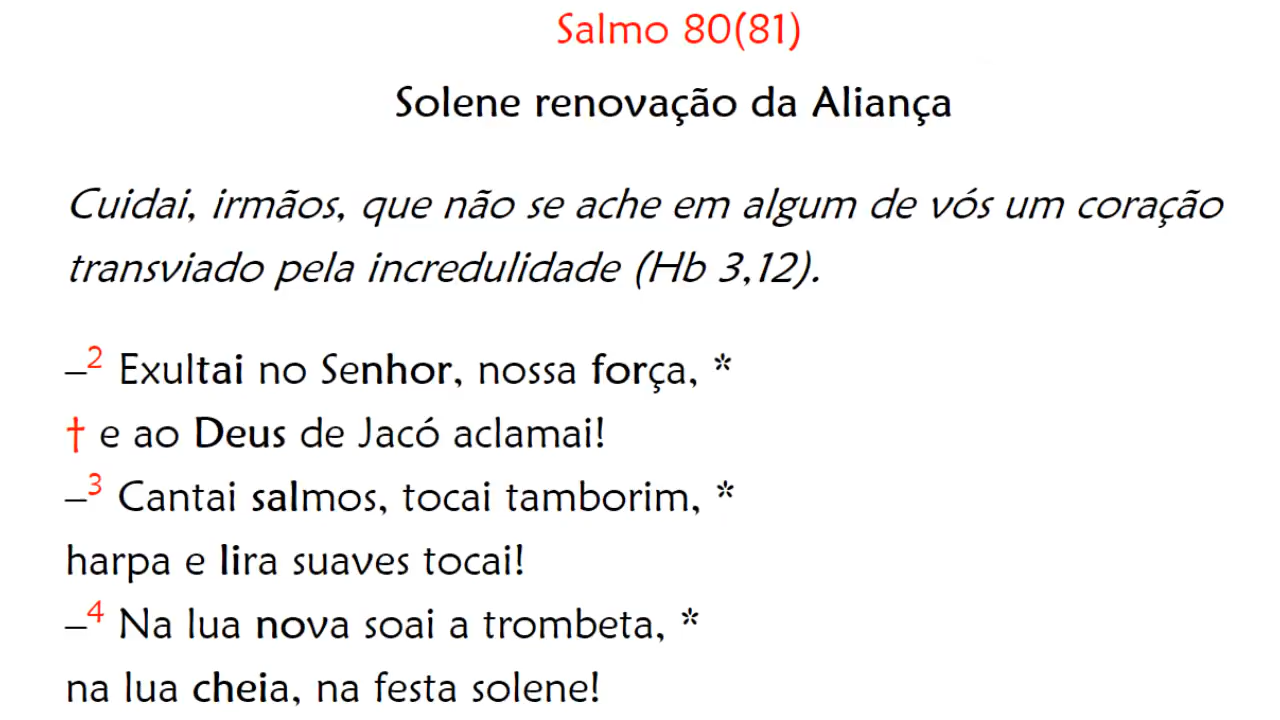 Salmo 80(81)
Solene renovação da Aliança
Cuidai, irmãos, que não se ache em algum de vós um coração
transviado pela incredulidade (Hb 3,12).
–2 Exultai no Senhor, nossa força, *
† e ao Deus de Jacó aclamai!
–3 Cantai salmos, tocai tamborim, *
harpa e lira suaves tocai!
–4 Na lua nova soai a trombeta, *
na lua cheia, na festa solene!